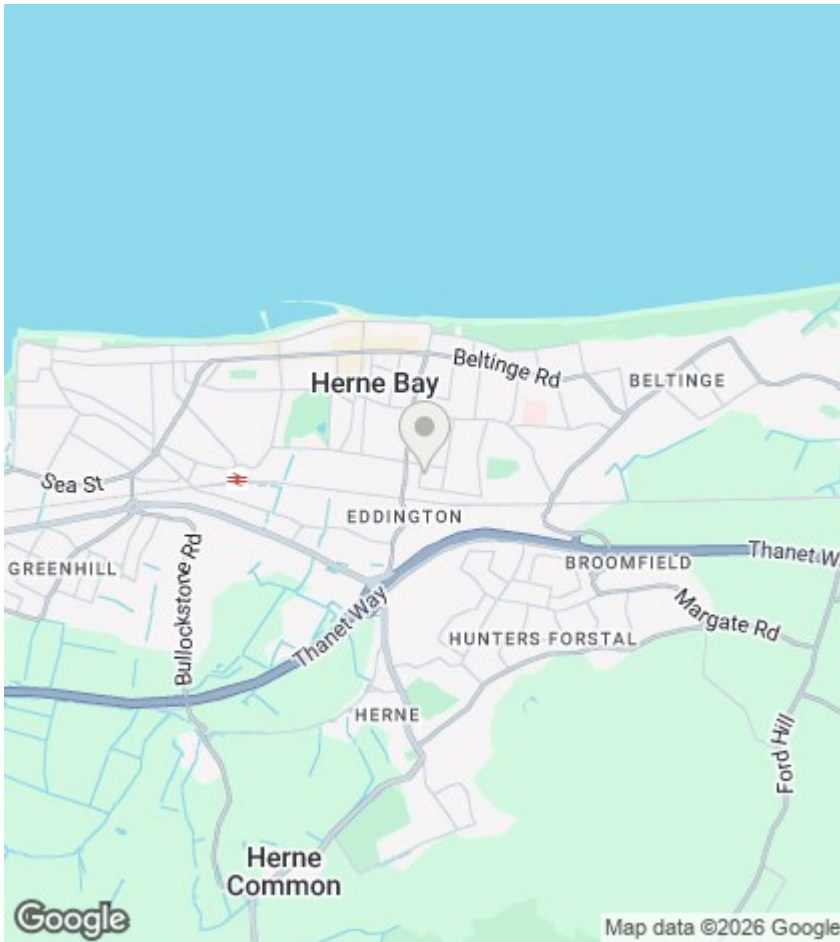 Beltinge Rd
BELTINGE
Herne Bay
Sea St
EDDINGTON
GREENHILL
Bullockstone Rd
BROOMFIELD
Thanet W
Thanet Way
Margate Rd
HUNTERS FORSTAL
HERNE
Ford Hill
Herne
Common
Google
Map data ©2026 Google